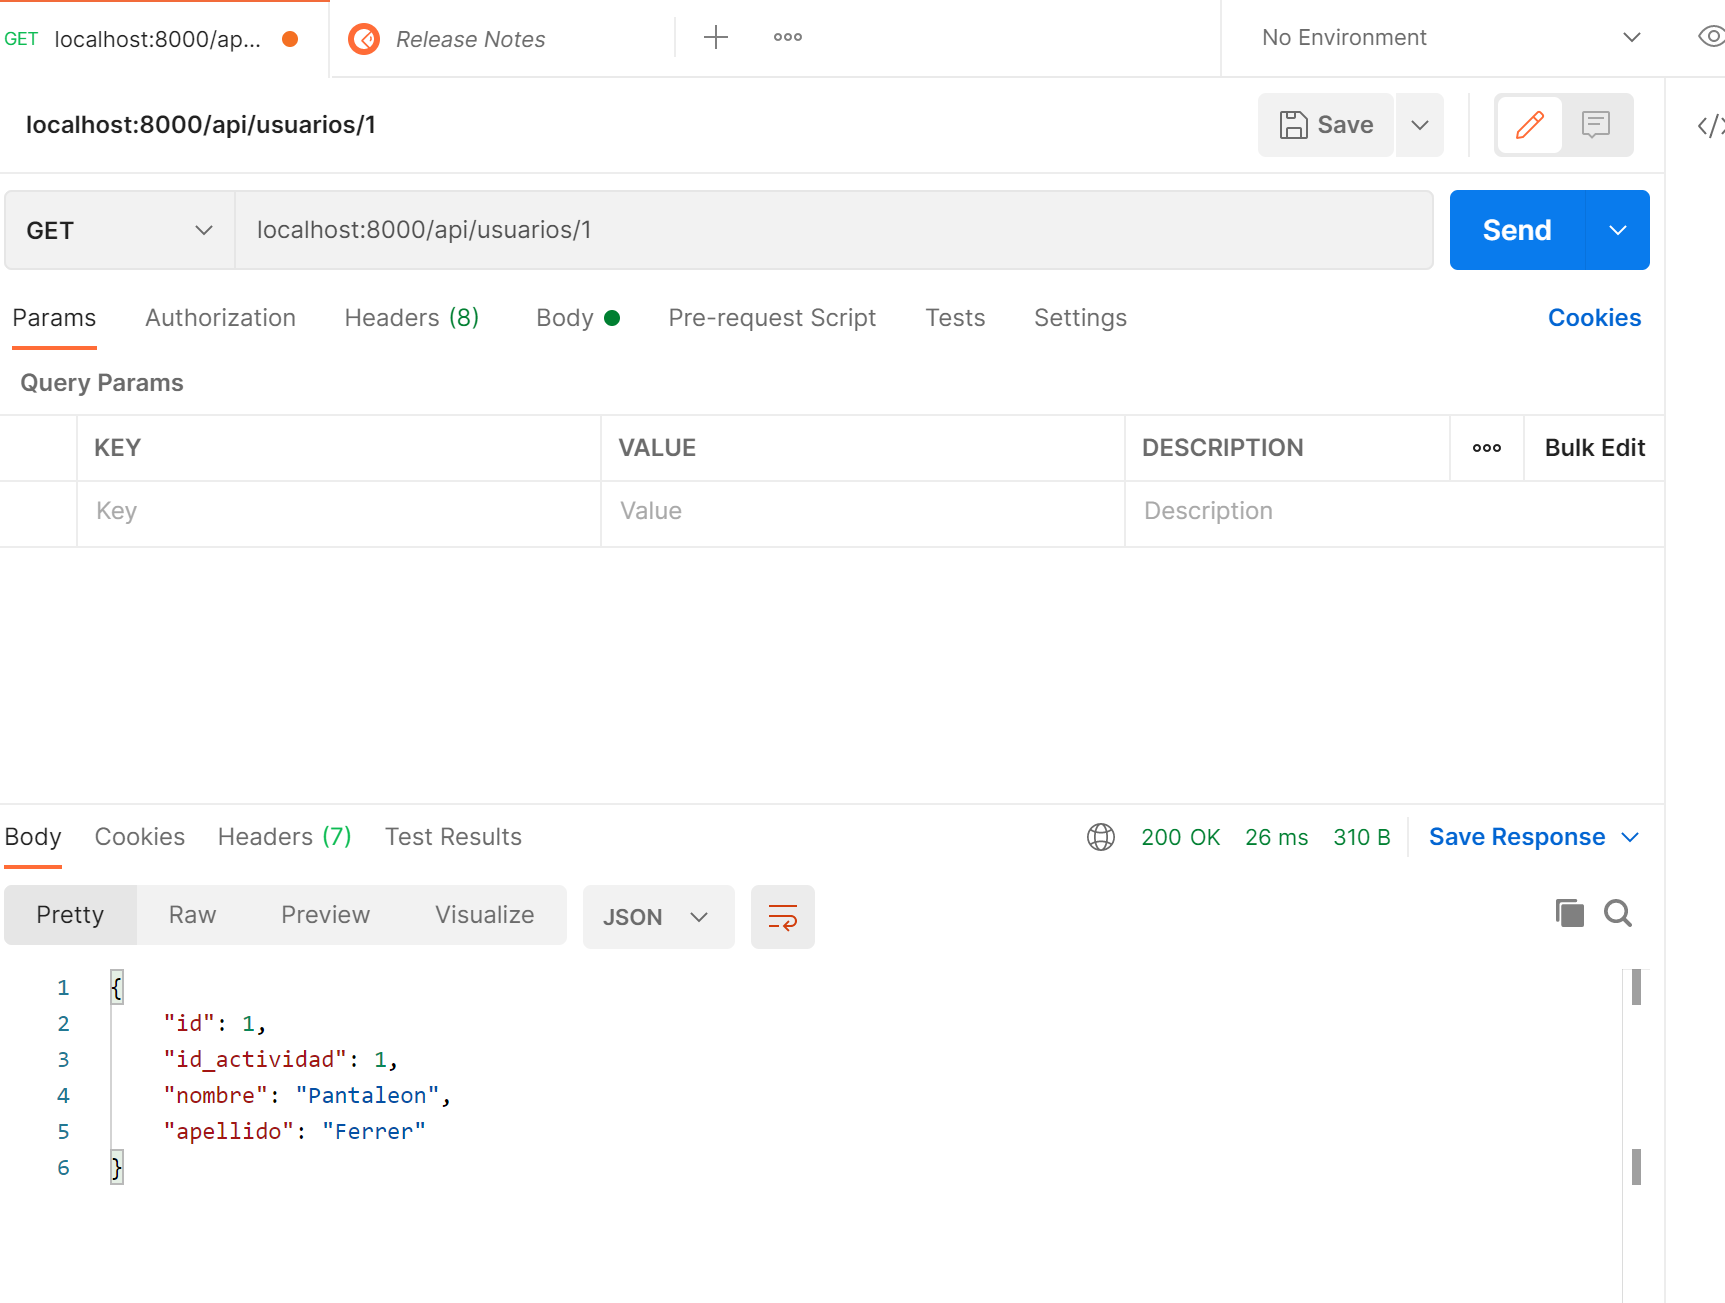 GET localhost:8000/ap... Release Notes No Environment
localhost:8000/api/usuarios/1 Save
GET localhost:8000/api/usuarios/1 Send
Params Authorization Headers (8) Body Pre-request Script Tests Settings Cookies
Query Params
KEY VALUE DESCRIPTION Bulk Edit
Key Value Description
Body Cookies Headers (7) Test Results 200 OK 26 ms 310 B Save Response
Pretty Raw Preview Visualize JSON
1 {
2 "id": 1,
3 "id_actividad": 1,
4 "nombre": "Pantaleon",
5 "apellido": "Ferrer"
6 }